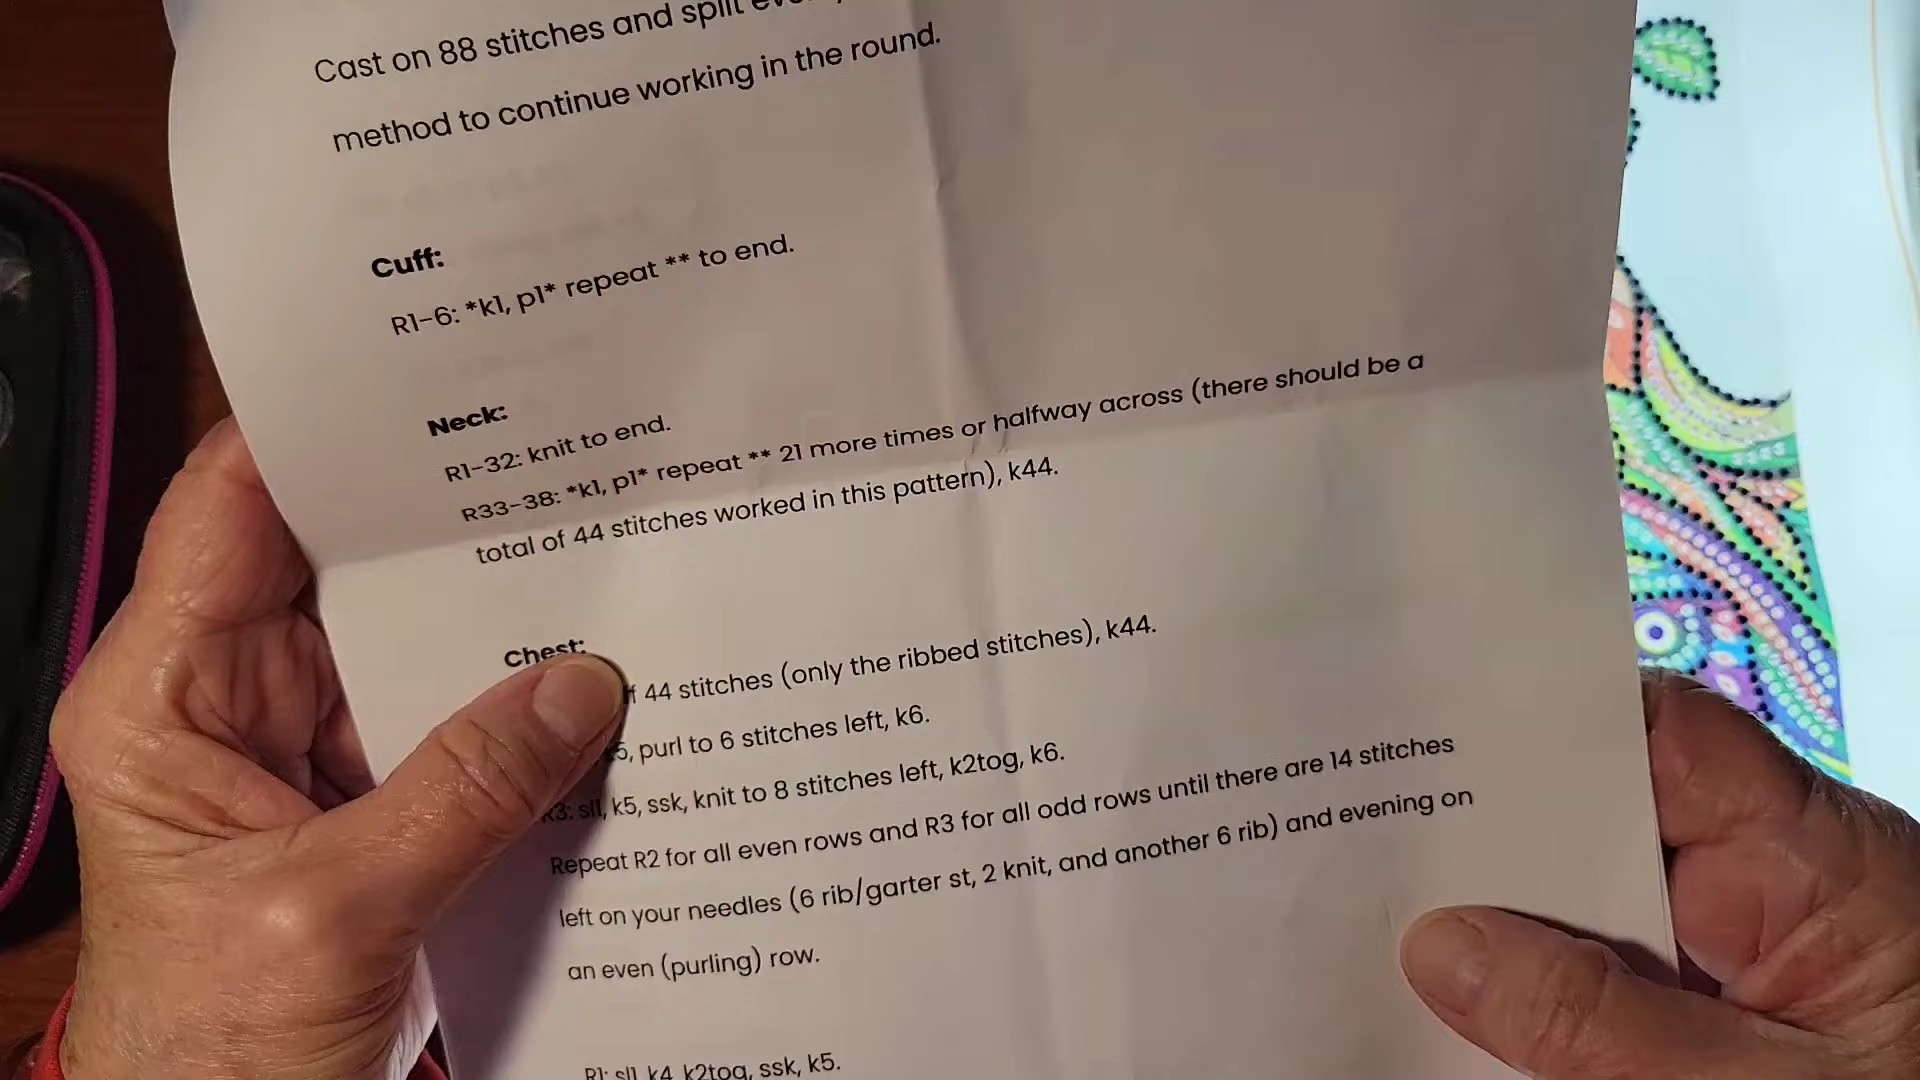 Cast on 88 stitches and split
method to continue working in the round.
Cuff:
R1-6: *k1, p1* repeat ** to end.
Neck:
R1-32: knit to end.
R33-38: *k1, p1* repeat ** 21 more times or halfway across (there should be a
total of 44 stitches worked in this pattern), k44.
Chest:
44 stitches (only the ribbed stitches), k44.
purl to 6 stitches left, k6.
R3: sl1, k5, ssk, knit to 8 stitches left, k2tog, k6.
Repeat R2 for all even rows and R3 for all odd rows until there are 14 stitches
left on your needles (6 rib/garter st, 2 knit, and another 6 rib) and evening on
an even (purling) row.
R1: sl1, k4, k2tog, ssk, k5.